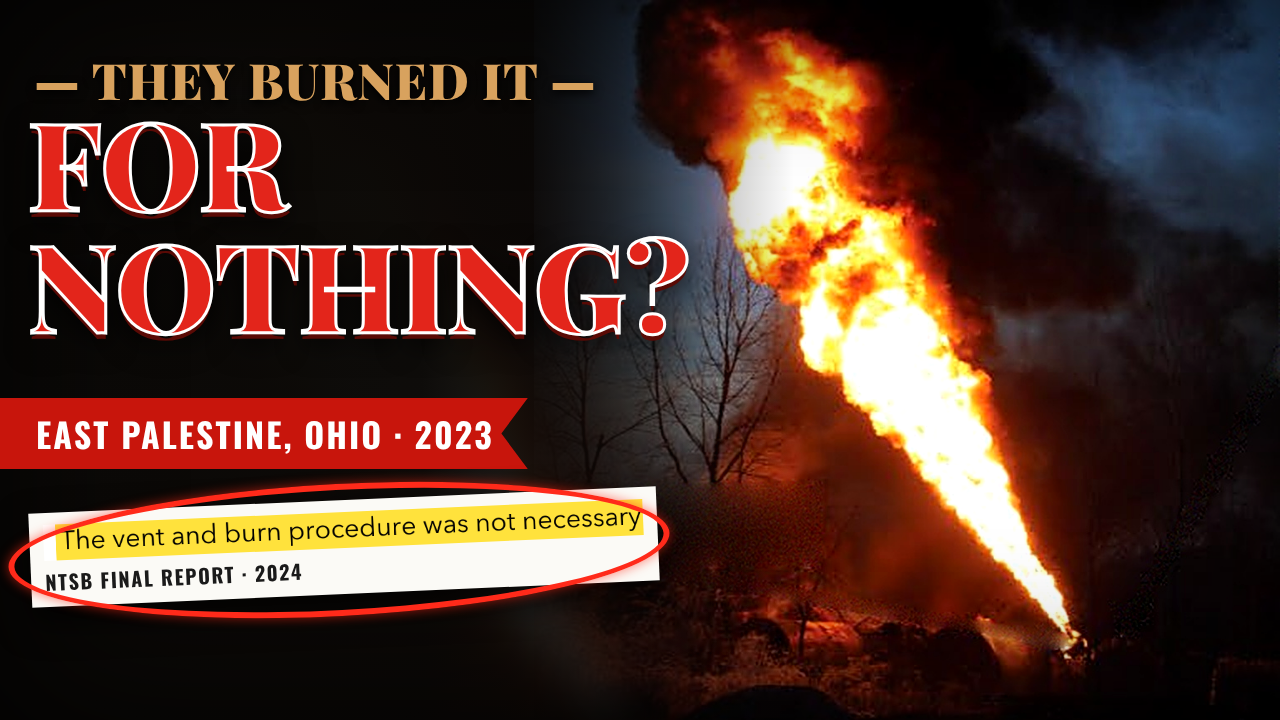 — THEY BURNED IT —
FOR
NOTHING?
EAST PALESTINE, OHIO · 2023
The vent and burn procedure was not necessary
NTSB FINAL REPORT · 2024